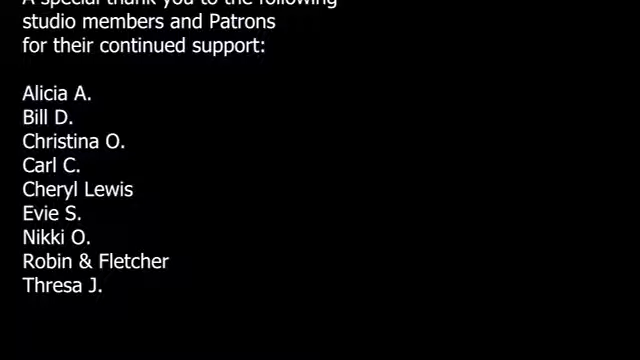 A special thank you to the following
studio members and Patrons
for their continued support:
Alicia A.
Bill D.
Christina O.
Carl C.
Cheryl Lewis
Evie S.
Nikki O.
Robin & Fletcher
Thresa J.